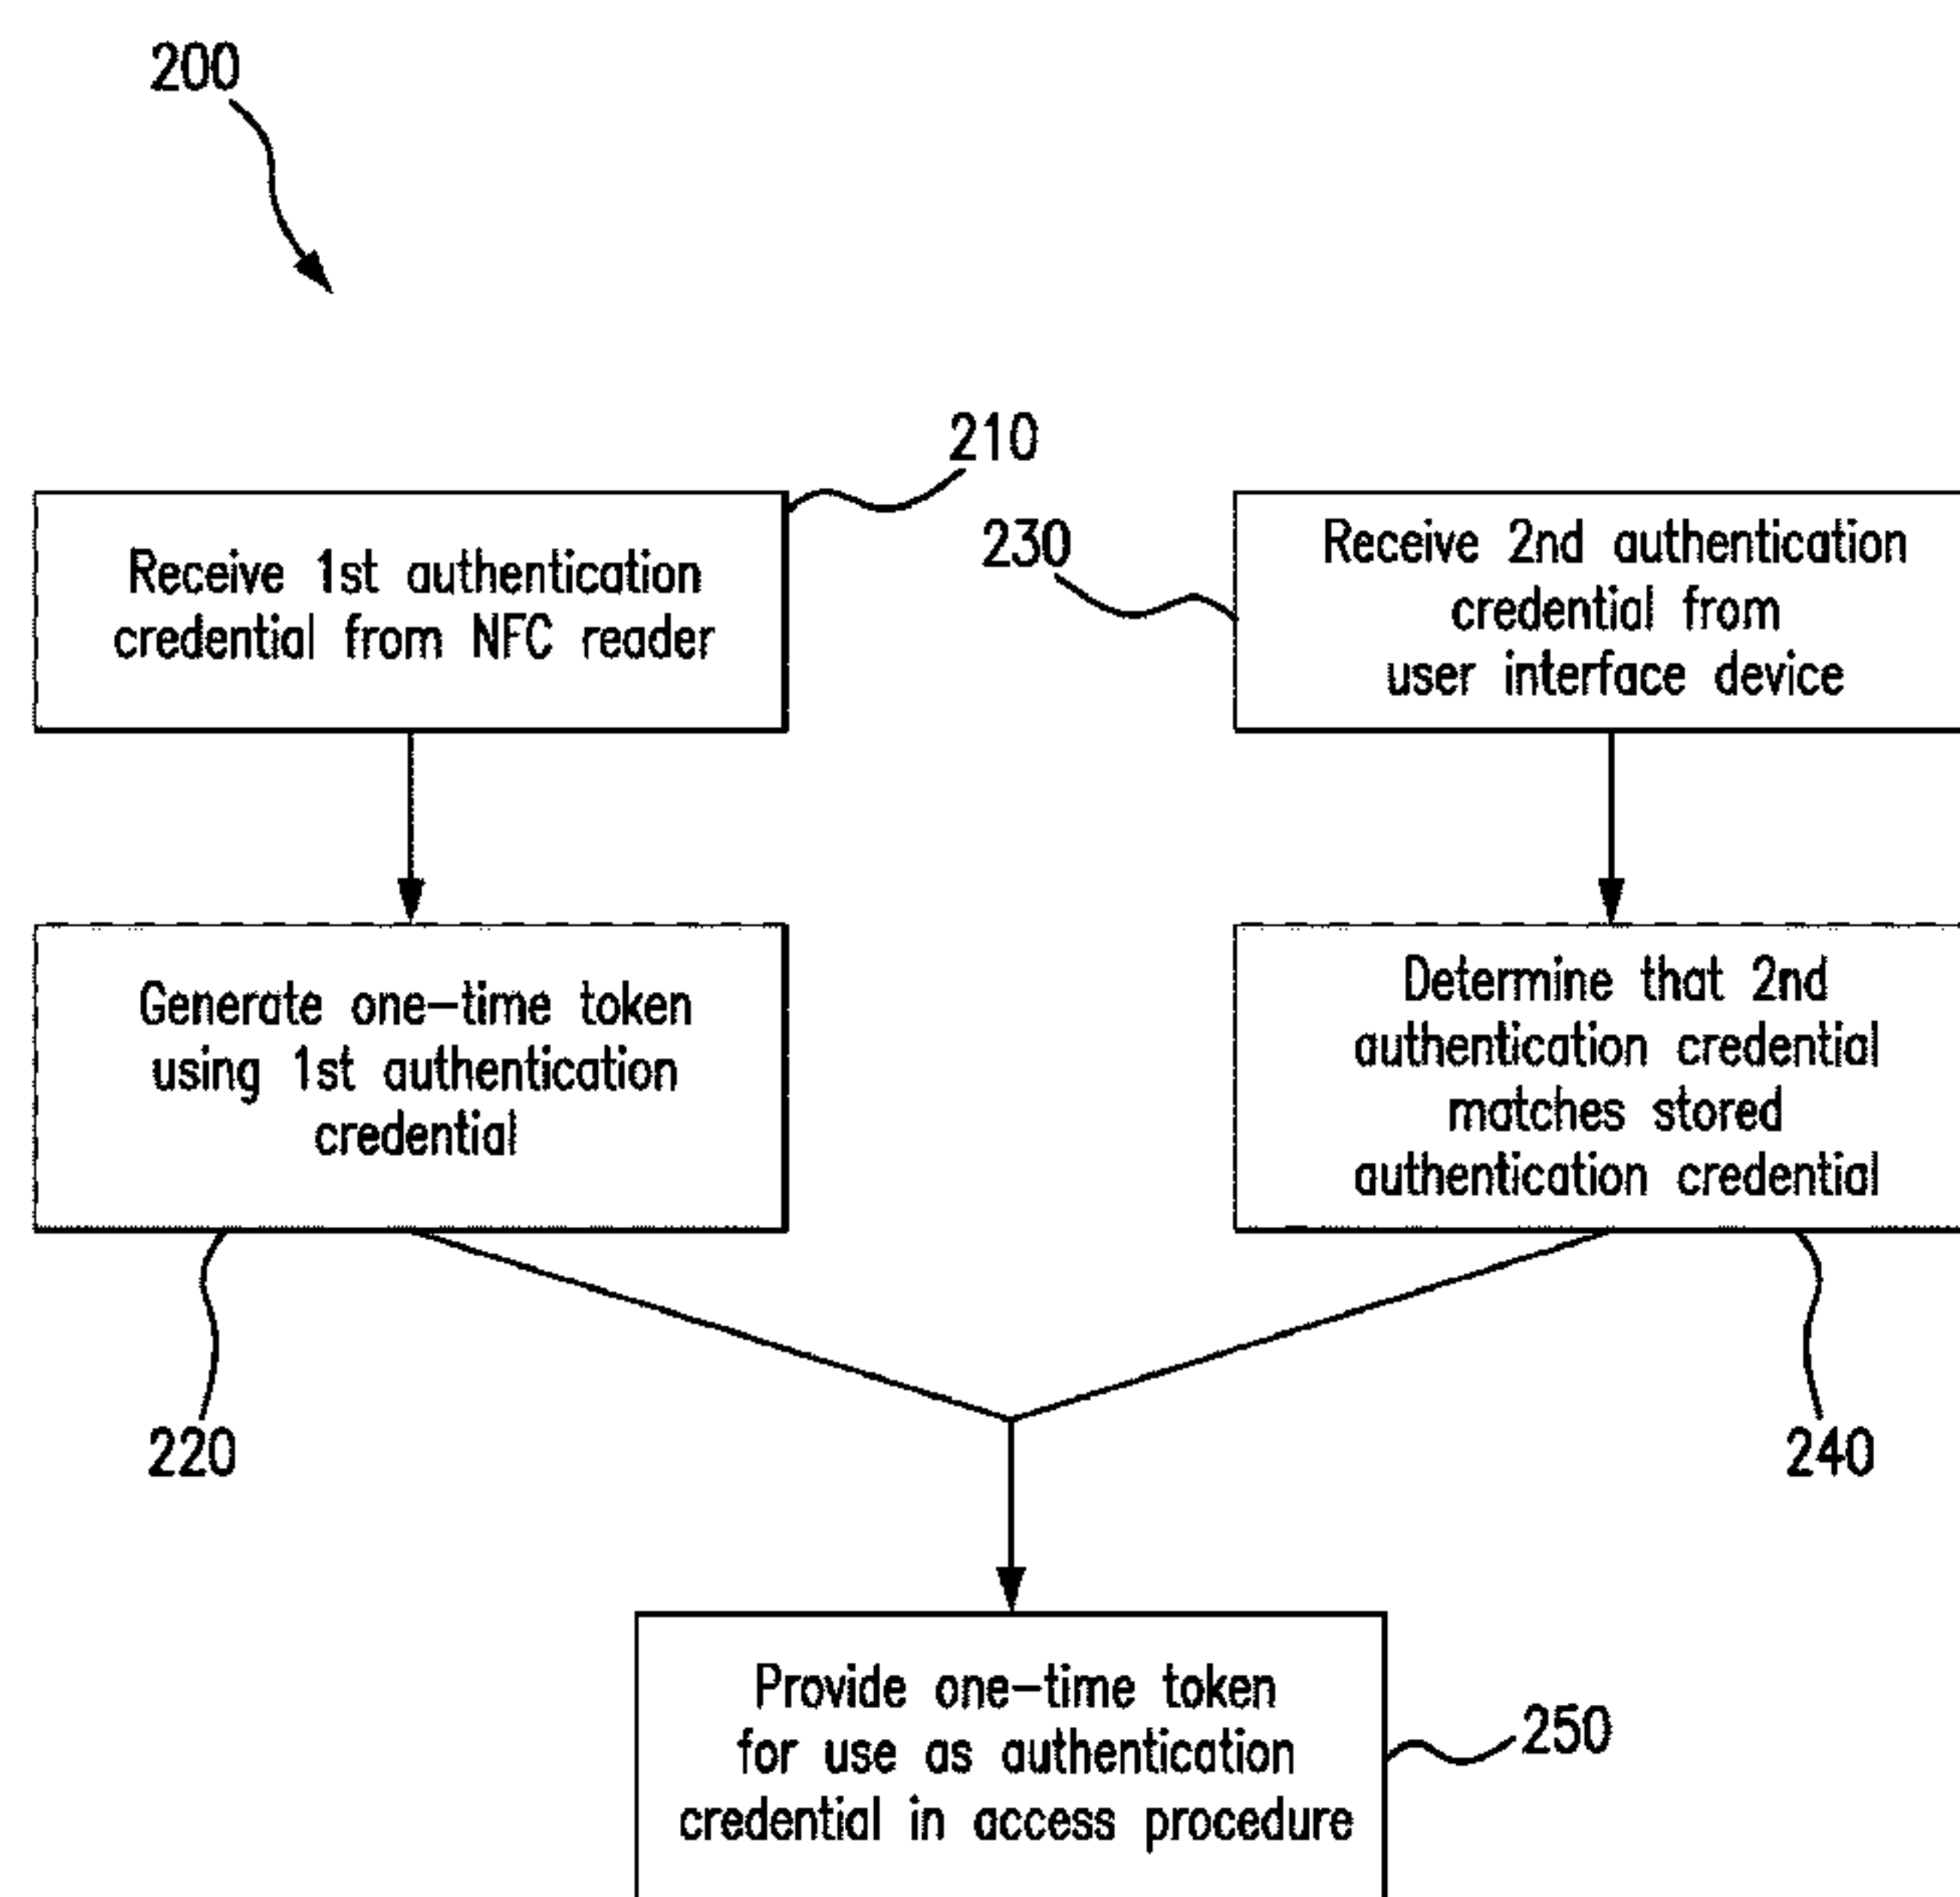 200
210
Receive 1st authentication
credential from NFC reader
230
Receive 2nd authentication
credential from
user interface device
Generate one-time token
using 1st authentication
credential
Determine that 2nd
authentication credential
matches stored
authentication credential
220
240
Provide one-time token
for use as authentication
credential in access procedure
250